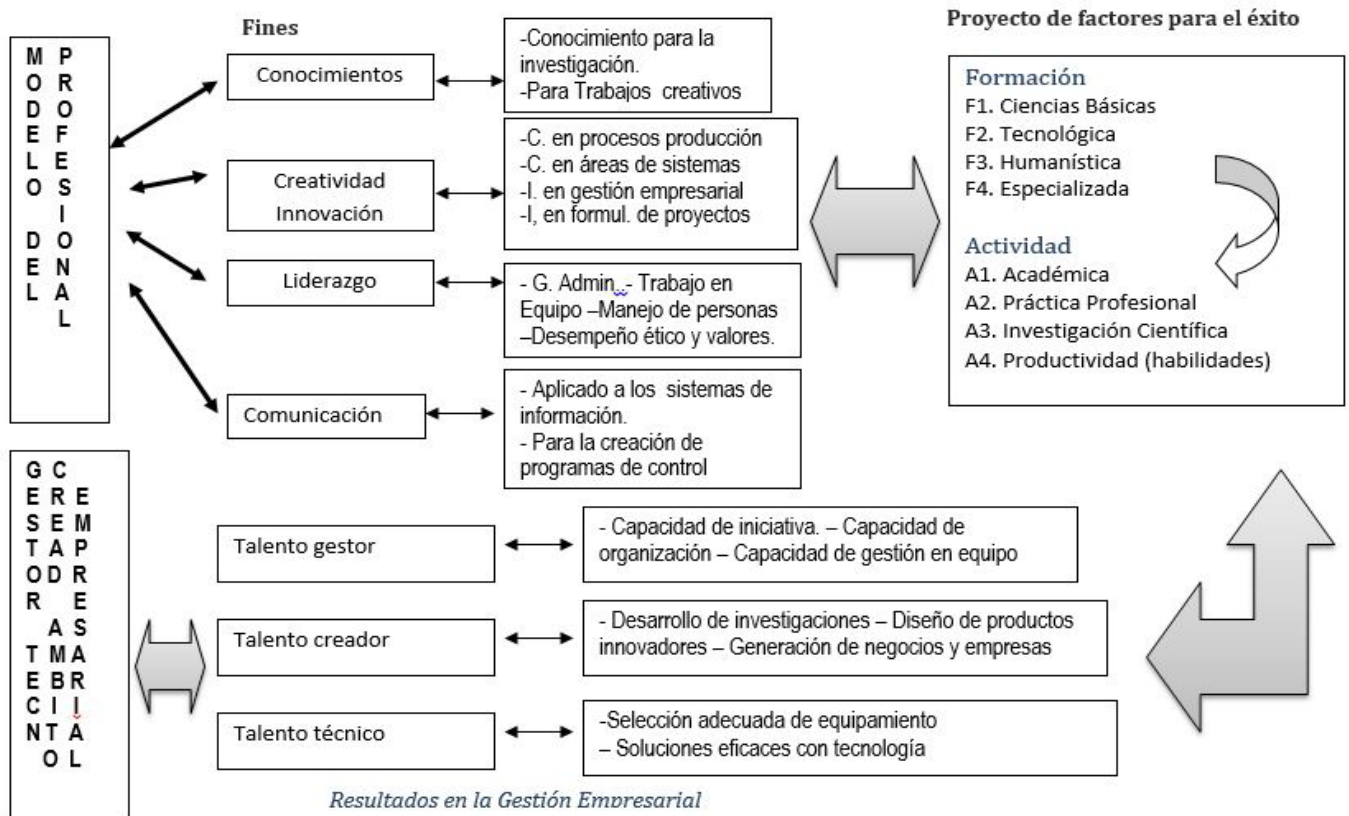 Fines
Proyecto de factores para el éxito
MODELO DEL
PROFESIONAL
Conocimientos
-Conocimiento para la
investigación.
-Para Trabajos creativos
Creatividad
Innovación
-C. en procesos producción
-C. en áreas de sistemas
-I. en gestión empresarial
-I, en formul. de proyectos
Liderazgo
- G. Admin..- Trabajo en
Equipo –Manejo de personas
–Desempeño ético y valores.
Comunicación
- Aplicado a los sistemas de
información.
- Para la creación de
programas de control
Formación
F1. Ciencias Básicas
F2. Tecnológica
F3. Humanística
F4. Especializada
Actividad
A1. Académica
A2. Práctica Profesional
A3. Investigación Científica
A4. Productividad (habilidades)
GESTOR TECN
CREAD AMBITO
EMPRESARIAL
Talento gestor
- Capacidad de iniciativa. – Capacidad de
organización – Capacidad de gestión en equipo
Talento creador
- Desarrollo de investigaciones – Diseño de productos
innovadores – Generación de negocios y empresas
Talento técnico
-Selección adecuada de equipamiento
– Soluciones eficaces con tecnología
Resultados en la Gestión Empresarial